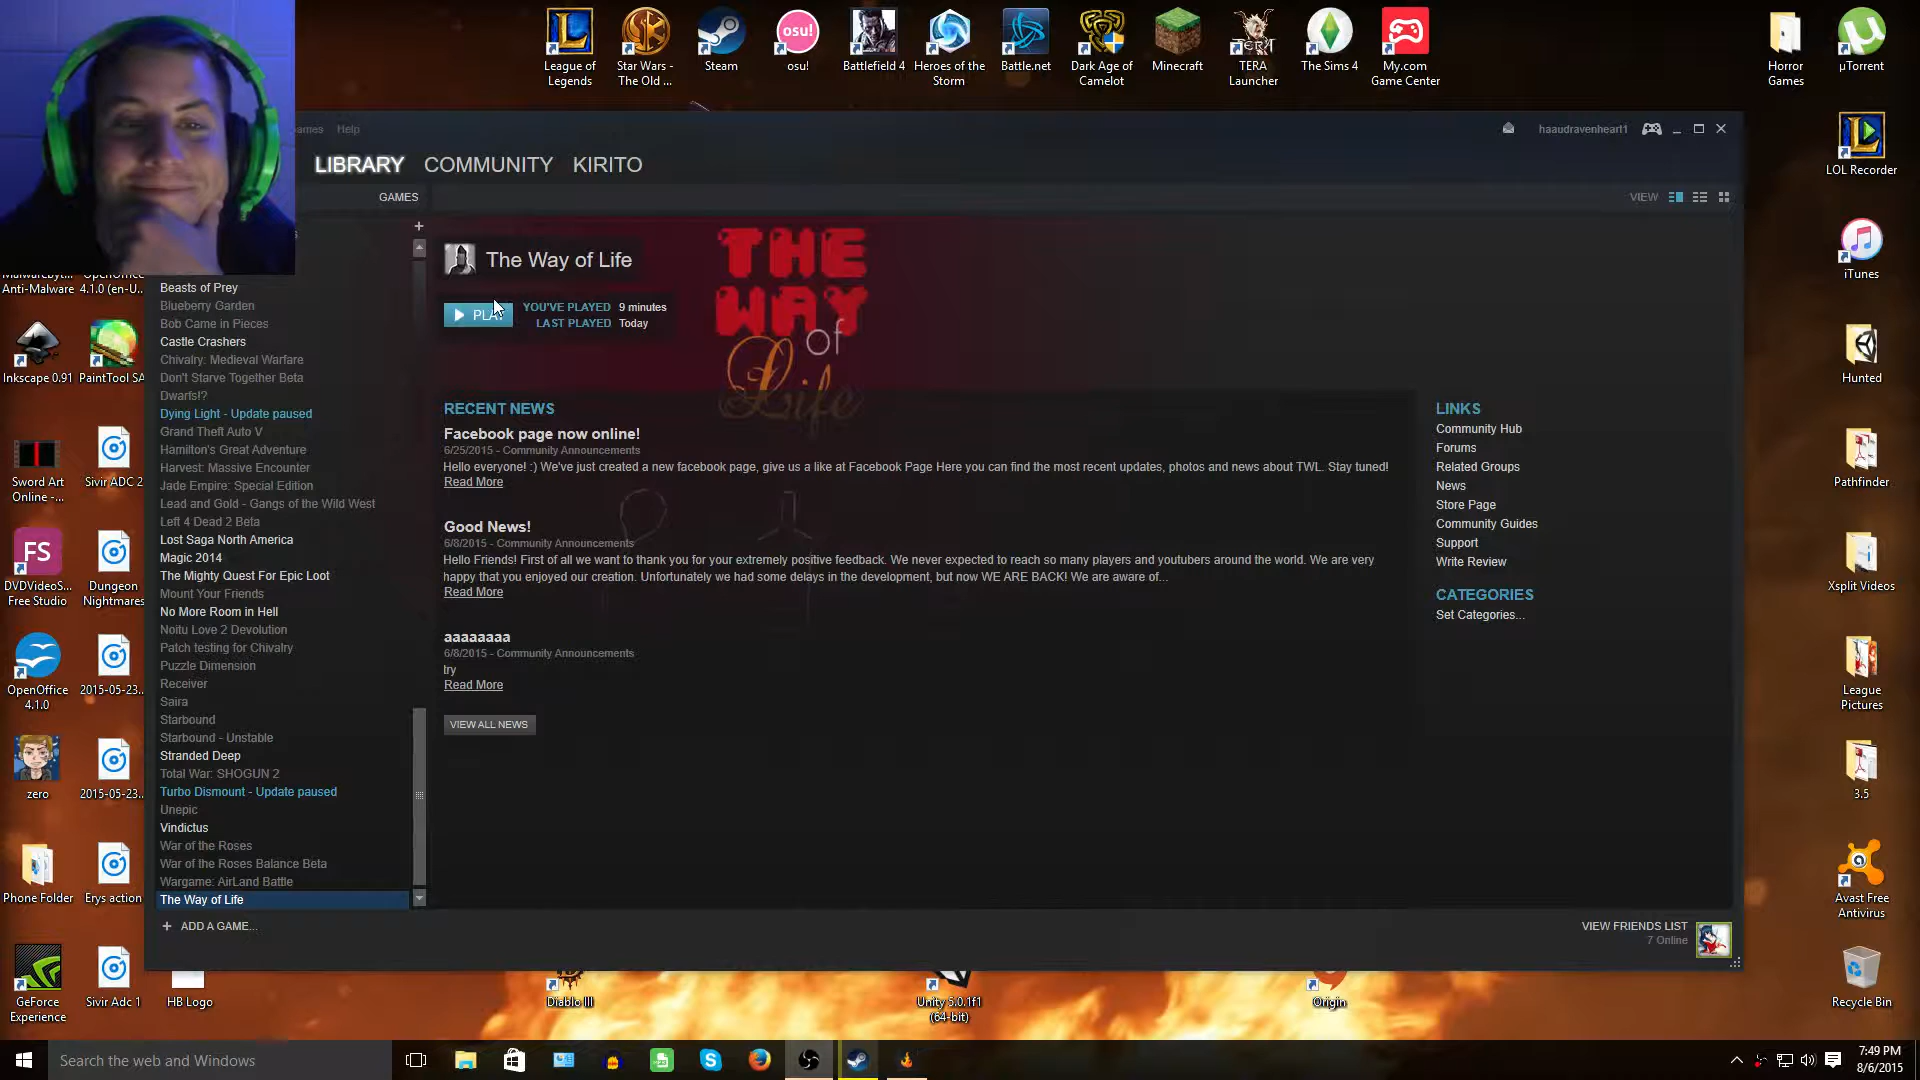 League of
Legends
Star Wars -
The Old ...
Steam
osu!
osu!
Battlefield 4
Heroes of the
Storm
Battle.net
Dark Age of
Camelot
Minecraft
TERA
TERA
Launcher
The Sims 4
My.com
Game Center
Horror
Games
µTorrent
ames
Help
haaudravenhearl1
LIBRARY
COMMUNITY
KIRITO
GAMES
VIEW
LOL Recorder
iTunes
Anti-Malware
4.1.0 (en-U...
Inkscape 0.91
PaintTool SA
Sword Art
Online -...
Sivir ADC 2
FS
DVDVideoS...
Free Studio
Dungeon
Nightmares
OpenOffice
4.1.0
2015-05-23...
zero
2015-05-23...
Phone Folder
Erys action
GeForce
Experience
Sivir Adc 1
HB Logo
Beasts of Prey
Blueberry Garden
Bob Came in Pieces
Castle Crashers
Chivalry: Medieval Warfare
Don't Starve Together Beta
Dwarfs!?
Dying Light - Update paused
Grand Theft Auto V
Hamilton's Great Adventure
Harvest: Massive Encounter
Jade Empire: Special Edition
Lead and Gold - Gangs of the Wild West
Left 4 Dead 2 Beta
Lost Saga North America
Magic 2014
The Mighty Quest For Epic Loot
Mount Your Friends
No More Room in Hell
Noitu Love 2 Devolution
Patch testing for Chivalry
Puzzle Dimension
Receiver
Saira
Starbound
Starbound - Unstable
Stranded Deep
Total War: SHOGUN 2
Turbo Dismount - Update paused
Unepic
Vindictus
War of the Roses
War of the Roses Balance Beta
Wargame: AirLand Battle
The Way of Life
+ ADD A GAME...
The Way of Life
PLAY
YOU'VE PLAYED 9 minutes
LAST PLAYED Today
THE
WAY
of
Life
RECENT NEWS
Facebook page now online!
6/25/2015 - Community Announcements
Hello everyone! :) We've just created a new facebook page, give us a like at Facebook Page Here you can find the most recent updates, photos and news about TWL. Stay tuned!
Read More
Good News!
6/8/2015 - Community Announcements
Hello Friends! First of all we want to thank you for your extremely positive feedback. We never expected to reach so many players and youtubers around the world. We are very
happy that you enjoyed our creation. Unfortunately we had some delays in the development, but now WE ARE BACK! We are aware of...
Read More
aaaaaaaa
6/8/2015 - Community Announcements
try
Read More
VIEW ALL NEWS
LINKS
Community Hub
Forums
Related Groups
News
Store Page
Community Guides
Support
Write Review
CATEGORIES
Set Categories...
VIEW FRIENDS LIST
7 Online
Hunted
Pathfinder
Xsplit Videos
League
Pictures
3.5
Avast Free
Antivirus
Recycle Bin
Diablo III
Unity 5.0.1f1
(64-bit)
Origin
Search the web and Windows
7:49 PM
8/6/2015